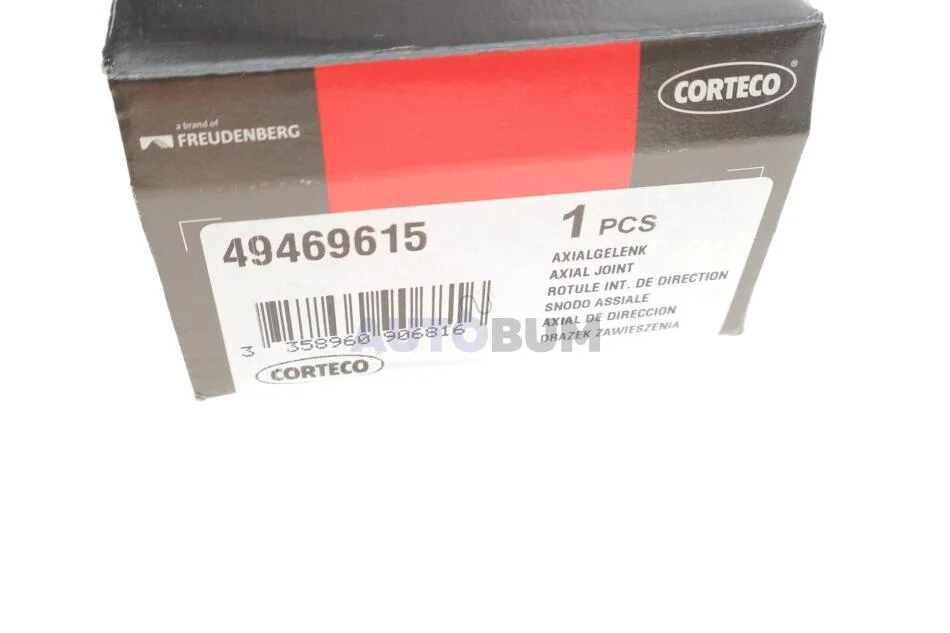 CORTECO®
a brand of
FREUDENBERG
49469615
1 PCS
AXIALGELENK
AXIAL JOINT
ROTULE INT. DE DIRECTION
SNODO ASSIALE
AXIAL DE DIRECCION
DRAZEK ZAWIESZENIA
3 358960 906816
CORTECO
AUTOBUM